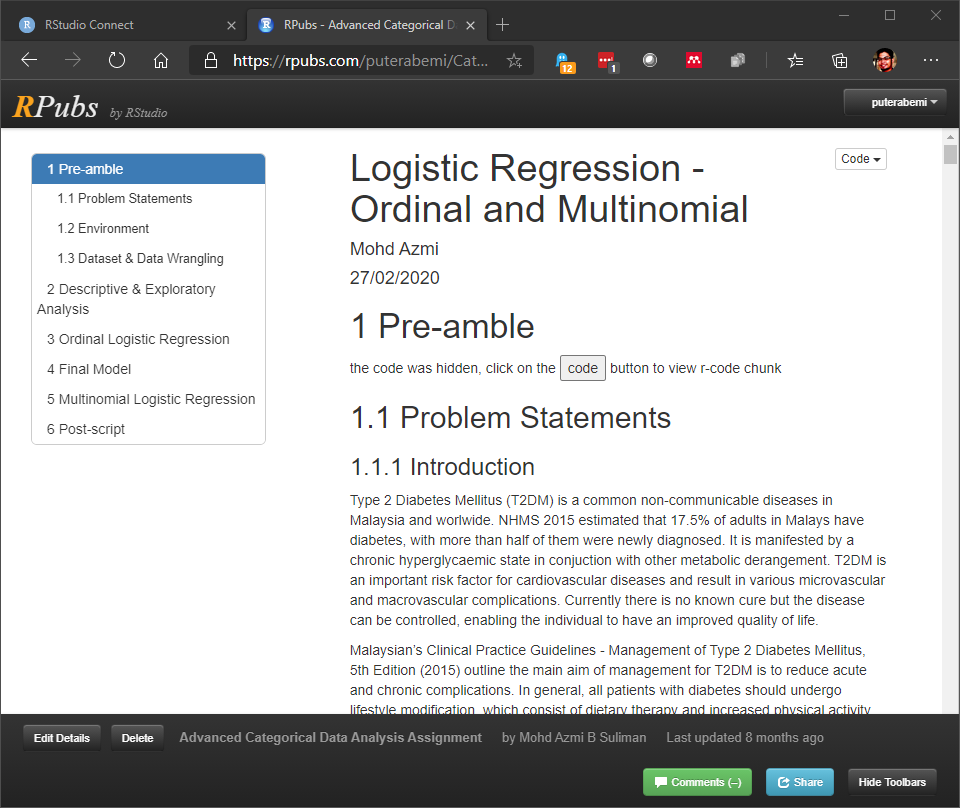 RStudio Connect
RPubs - Advanced Categorical D
https://rpubs.com/puterabemi/Cat...
12
1
RPubs by RStudio
puterabemi
1 Pre-amble
1.1 Problem Statements
1.2 Environment
1.3 Dataset & Data Wrangling
2 Descriptive & Exploratory
Analysis
3 Ordinal Logistic Regression
4 Final Model
5 Multinomial Logistic Regression
6 Post-script
Code
Logistic Regression -
Ordinal and Multinomial
Mohd Azmi
27/02/2020
1 Pre-amble
the code was hidden, click on the code button to view r-code chunk
1.1 Problem Statements
1.1.1 Introduction
Type 2 Diabetes Mellitus (T2DM) is a common non-communicable diseases in
Malaysia and worlwide. NHMS 2015 estimated that 17.5% of adults in Malays have
diabetes, with more than half of them were newly diagnosed. It is manifested by a
chronic hyperglycaemic state in conjuction with other metabolic derangement. T2DM is
an important risk factor for cardiovascular diseases and result in various microvascular
and macrovascular complications. Currently there is no known cure but the disease
can be controlled, enabling the individual to have an improved quality of life.
Malaysian's Clinical Practice Guidelines - Management of Type 2 Diabetes Mellitus,
5th Edition (2015) outline the main aim of management for T2DM is to reduce acute
and chronic complications. In general, all patients with diabetes should undergo
lifestyle modification, which consist of dietary therapy and increased physical activity
Edit Details
Delete
Advanced Categorical Data Analysis Assignment
by Mohd Azmi B Suliman
Last updated 8 months ago
Comments (–)
Share
Hide Toolbars